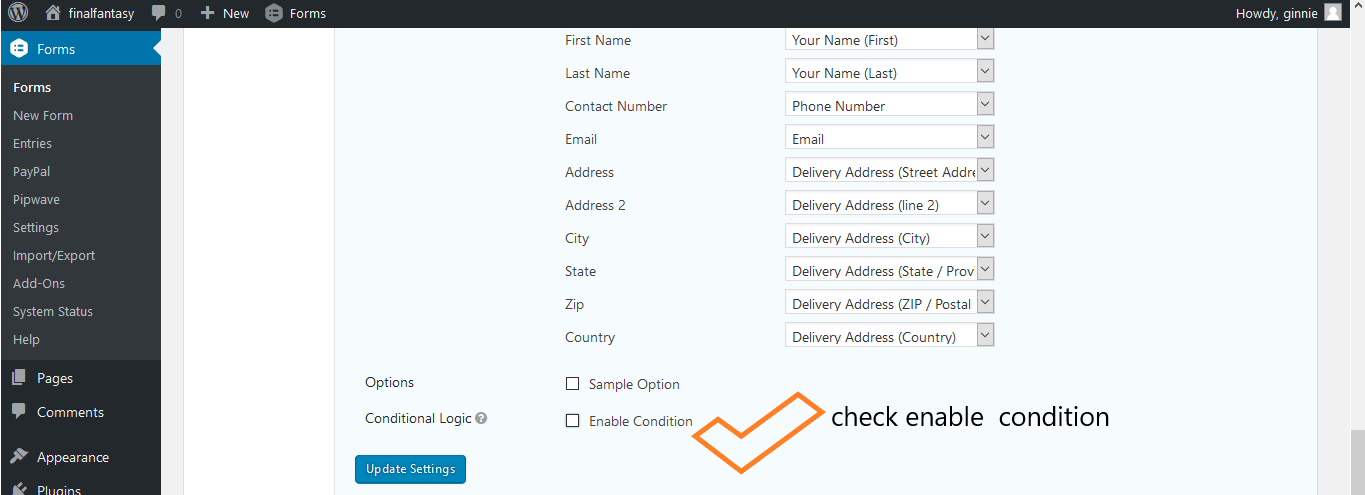 finalfantasy 0 New Forms Howdy, ginnie
Forms
Forms
New Form
Entries
PayPal
Pipwave
Settings
Import/Export
Add-Ons
System Status
Help
Pages
Comments
Appearance
Plugins
First Name Your Name (First)
Last Name Your Name (Last)
Contact Number Phone Number
Email Email
Address Delivery Address (Street Addre
Address 2 Delivery Address (line 2)
City Delivery Address (City)
State Delivery Address (State / Prov
Zip Delivery Address (ZIP / Postal
Country Delivery Address (Country)
Options Sample Option
Conditional Logic ? Enable Condition
check enable condition
Update Settings